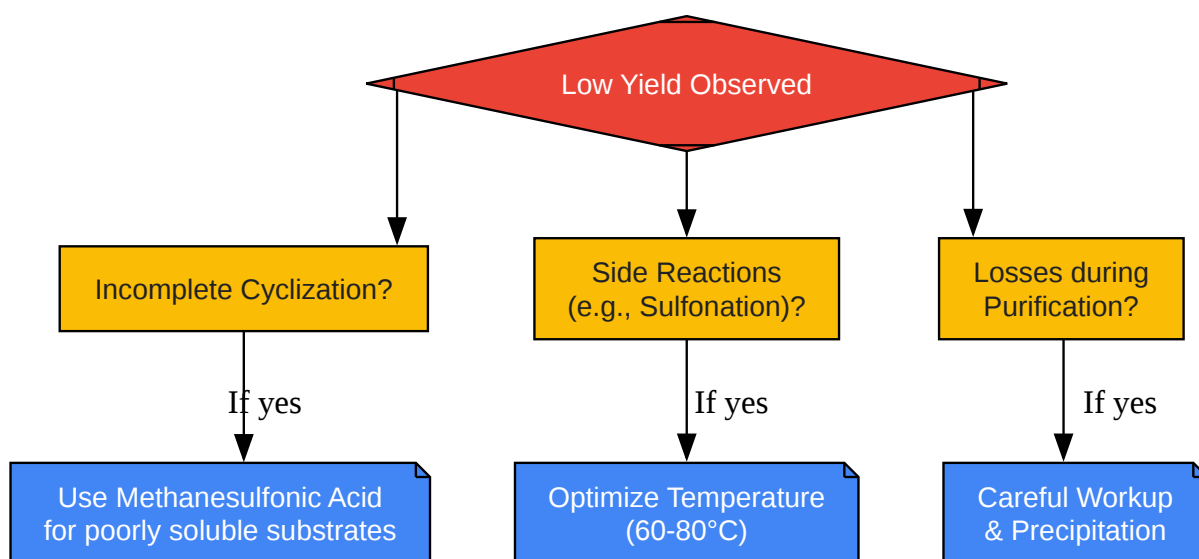 Low Yield Observed
Incomplete Cyclization?
Side Reactions
(e.g., Sulfonation)?
Losses during
Purification?
If yes
If yes
If yes
Use Methanesulfonic Acid
for poorly soluble substrates
Optimize Temperature
(60-80°C)
Careful Workup
& Precipitation